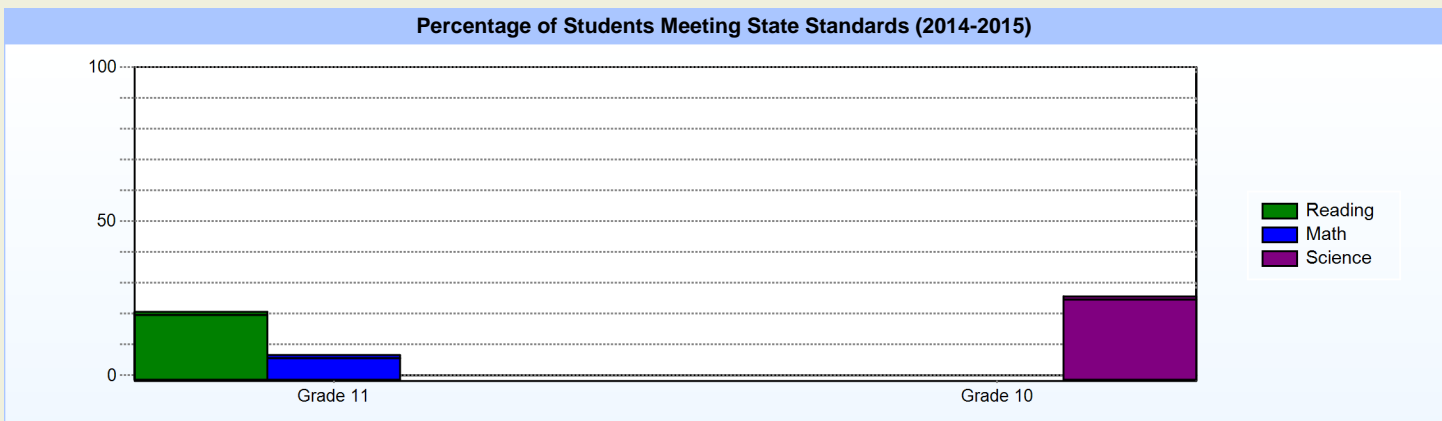 Percentage of Students Meeting State Standards (2014-2015)
100
50
0
Grade 11
Grade 10
Reading
Math
Science